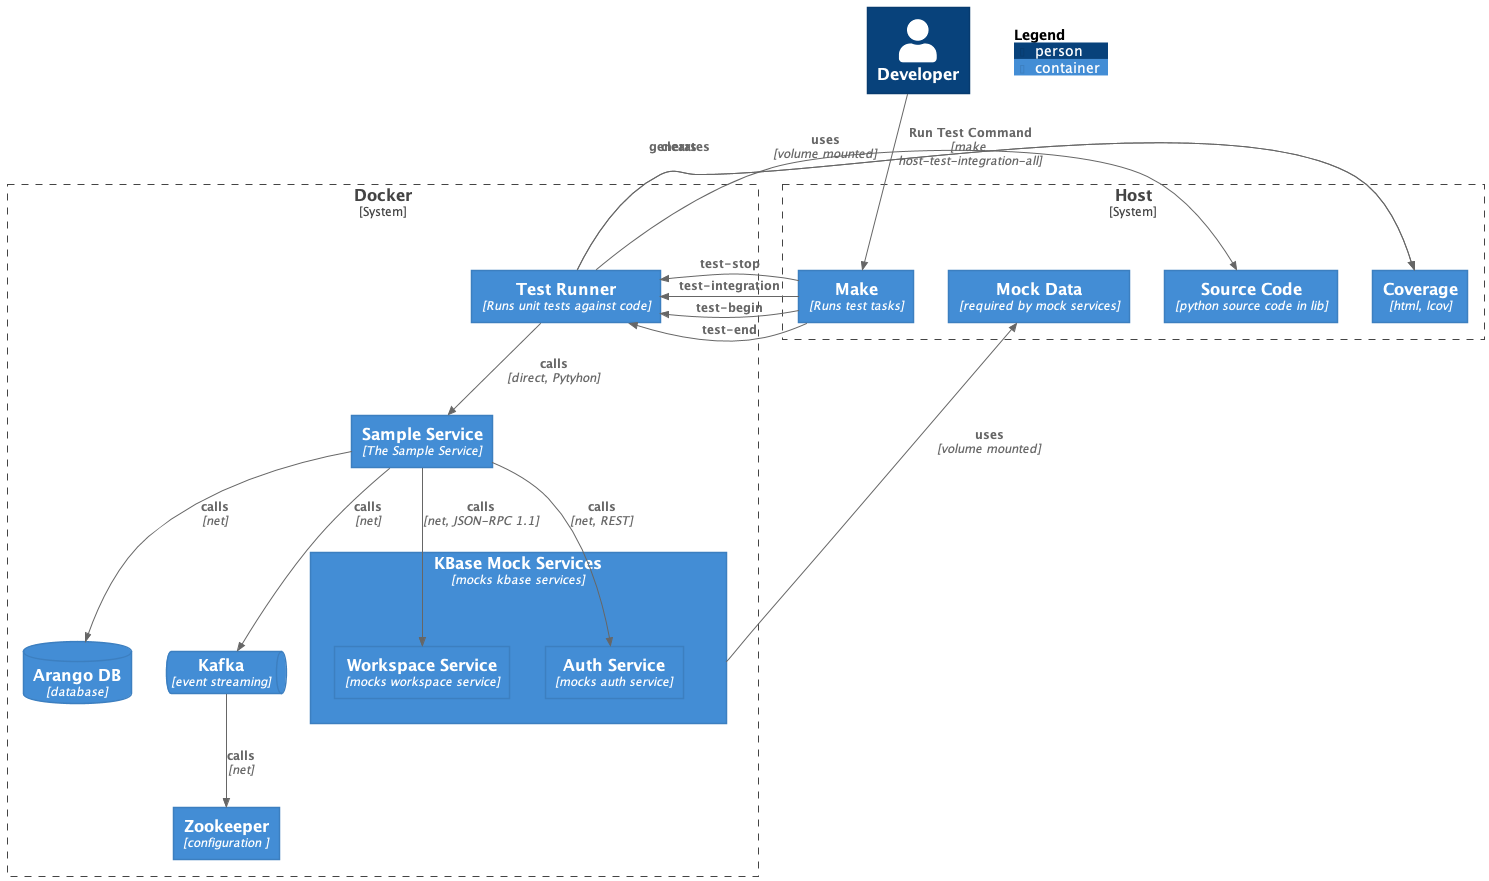 Developer
Legend
person
container
Run Test Command
[make
host-test-integration-all]
uses
[volume mounted]
generates
clears
Docker
[System]
Host
[System]
Test Runner
[Runs unit tests against code]
test-stop
test-integration
test-begin
test-end
Make
[Runs test tasks]
Mock Data
[required by mock services]
Source Code
[python source code in lib]
Coverage
[html, lcov]
calls
[direct, Pytyhon]
Sample Service
[The Sample Service]
uses
[volume mounted]
calls
[net]
calls
[net]
calls
[net, JSON-RPC 1.1]
calls
[net, REST]
KBase Mock Services
[mocks kbase services]
Arango DB
[database]
Kafka
[event streaming]
Workspace Service
[mocks workspace service]
Auth Service
[mocks auth service]
calls
[net]
Zookeeper
[configuration ]